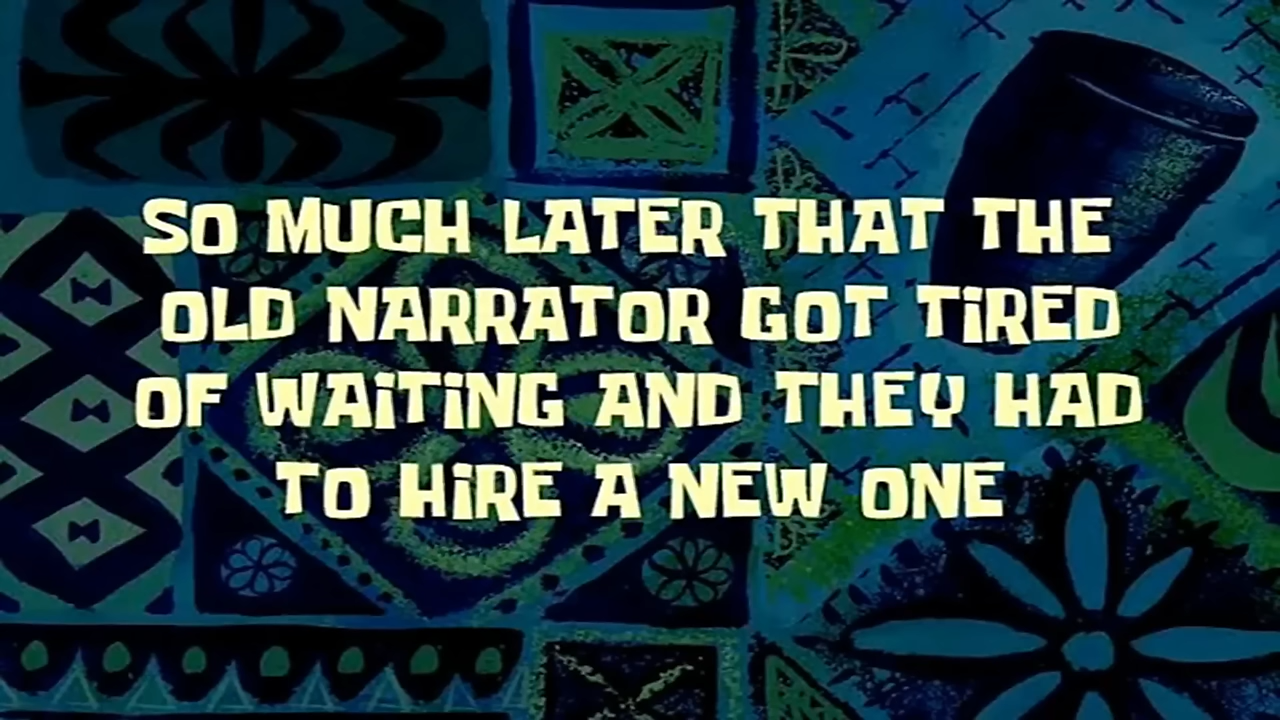 SO MUCH LATER THAT THE
OLD NARRATOR GOT TiRED
OF WAiTiNG AND THEY HAD
TO HiRE A NEW ONE